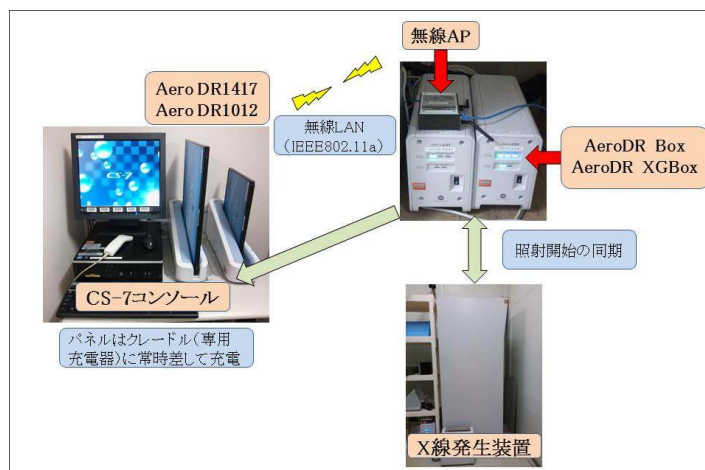 無線AP
Aero DR1417
Aero DR1012
無線LAN
(IEEE802.11a)
AeroDR Box
AeroDR XGBox
CS-7
照射開始の同期
CS-7コンソール
パネルはクレードル(専用
充電器)に常時差して充電
X線発生装置